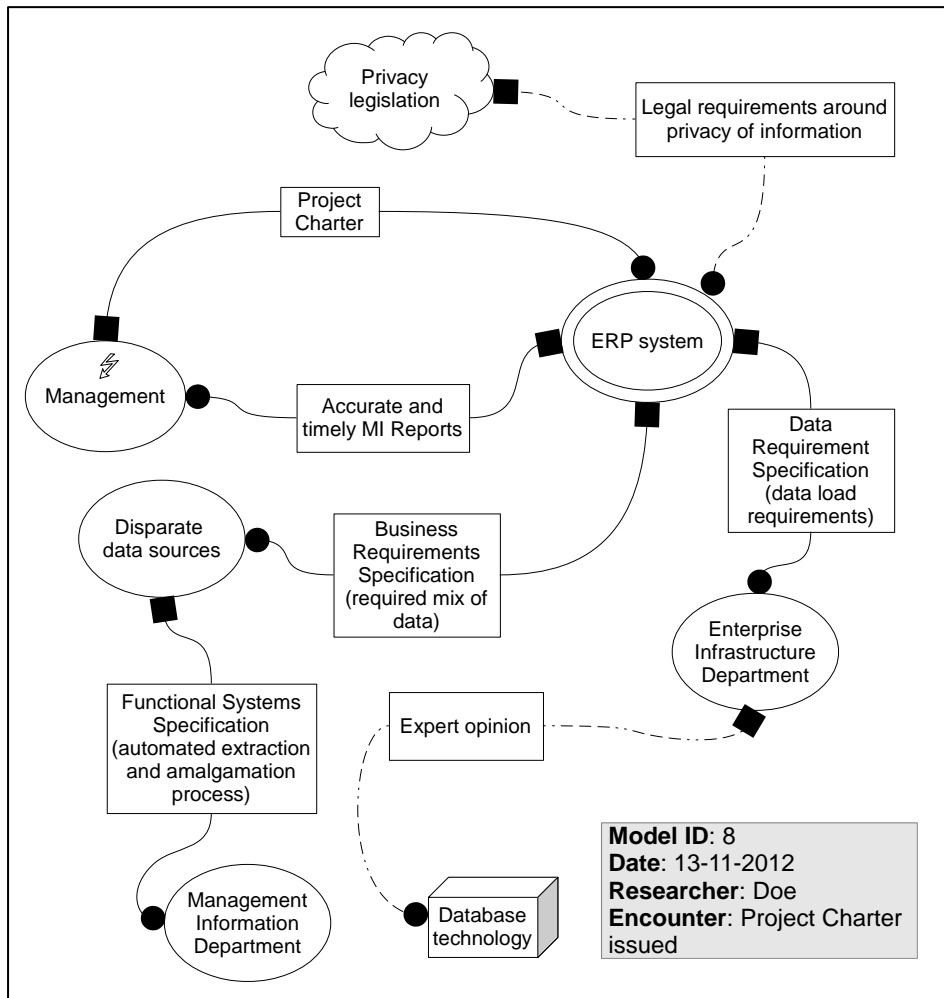 Privacy
legislation
Legal requirements around
privacy of information
Project
Charter
ERP system
Management
Accurate and
timely MI Reports
Data
Requirement
Specification
(data load
requirements)
Disparate
data sources
Business
Requirements
Specification
(required mix of
data)
Enterprise
Infrastructure
Department
Functional Systems
Specification
(automated extraction
and amalgamation
process)
Expert opinion
Management
Information
Department
Database
technology
Model ID: 8
Date: 13-11-2012
Researcher: Doe
Encounter: Project Charter
issued